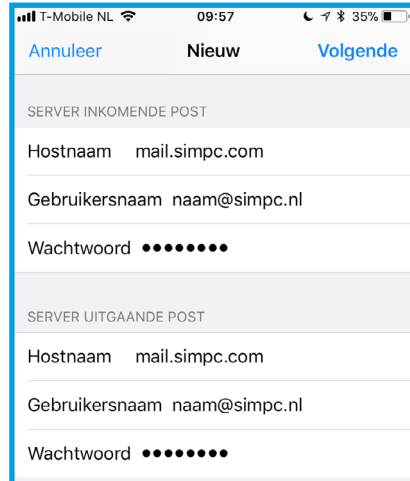 T-Mobile NL 09:57 35%
Annuleer Nieuw Volgende
SERVER INKOMENDE POST
Hostnaam mail.simpc.com
Gebruikersnaam naam@simpc.nl
Wachtwoord ●●●●●●●●
SERVER UITGAANDE POST
Hostnaam mail.simpc.com
Gebruikersnaam naam@simpc.nl
Wachtwoord ●●●●●●●●